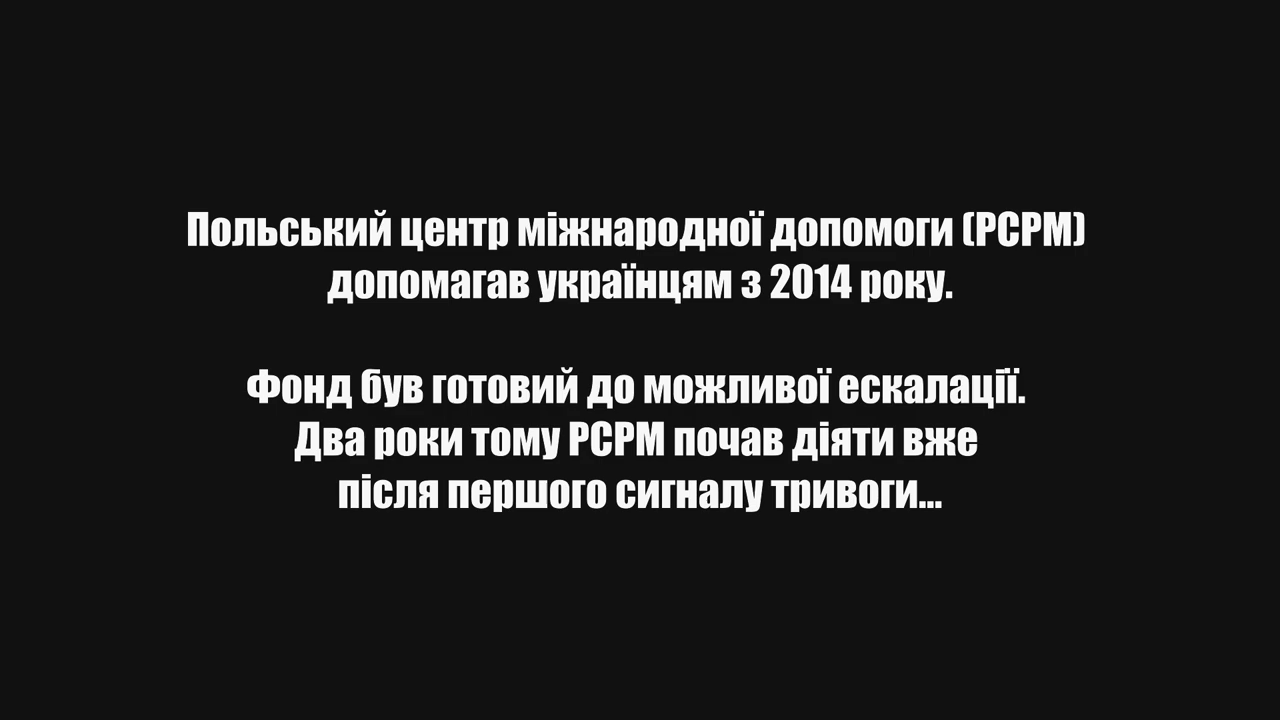 Польський центр міжнародної допомоги (PCPM)
допомагав українцям з 2014 року.
Фонд був готовий до можливої ескалації.
Два роки тому PCPM почав діяти вже
після першого сигналу тривоги...